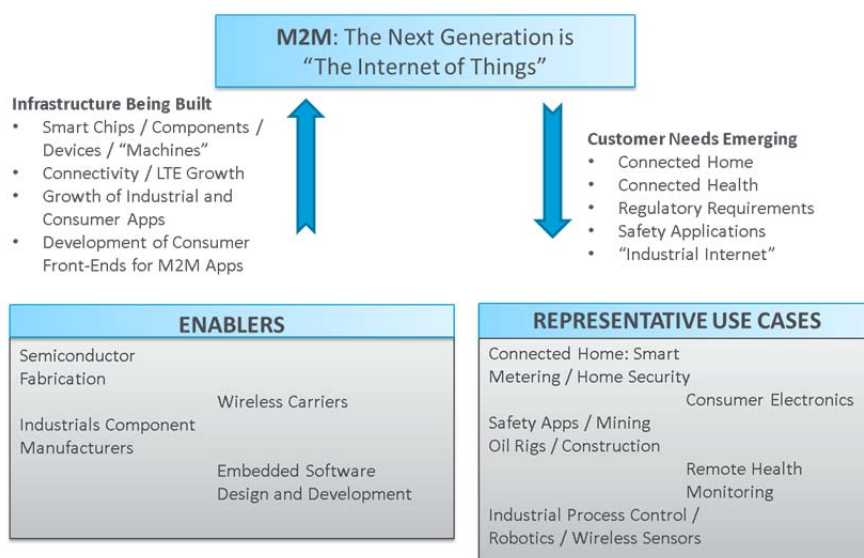 M2M: The Next Generation is
“The Internet of Things”
Infrastructure Being Built
• Smart Chips / Components /
Devices / “Machines”
• Connectivity / LTE Growth
• Growth of Industrial and
Consumer Apps
• Development of Consumer
Front-Ends for M2M Apps
Customer Needs Emerging
• Connected Home
• Connected Health
• Regulatory Requirements
• Safety Applications
• “Industrial Internet”
ENABLERS
Semiconductor
Fabrication
Wireless Carriers
Industrials Component
Manufacturers
Embedded Software
Design and Development
REPRESENTATIVE USE CASES
Connected Home: Smart
Metering / Home Security
Consumer Electronics
Safety Apps / Mining
Oil Rigs / Construction
Remote Health
Monitoring
Industrial Process Control /
Robotics / Wireless Sensors